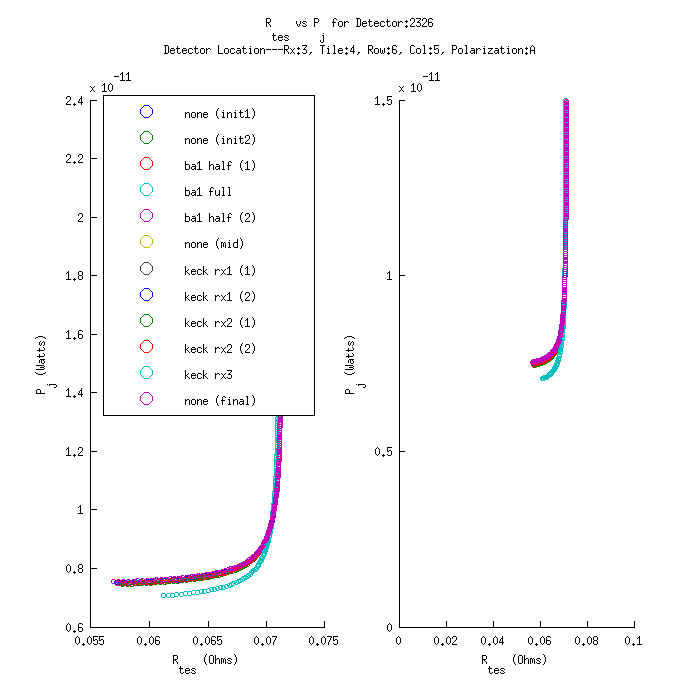 R    vs P  for Detector:2326
tes     j
Detector Location---Rx:3, Tile:4, Row:6, Col:5, Polarization:A
x 10^-11
2.4
2.2
2
1.8
1.6
1.4
1.2
1
0.8
0.6
0.055
0.06
0.065
0.07
0.075
P_j (Watts)
R_tes (Ohms)
none (init1)
none (init2)
ba1 half (1)
ba1 full
ba1 half (2)
none (mid)
keck rx1 (1)
keck rx1 (2)
keck rx2 (1)
keck rx2 (2)
keck rx3
none (final)
x 10^-11
1.5
1
0.5
0
0
0.02
0.04
0.06
0.08
0.1
P_j (Watts)
R_tes (Ohms)